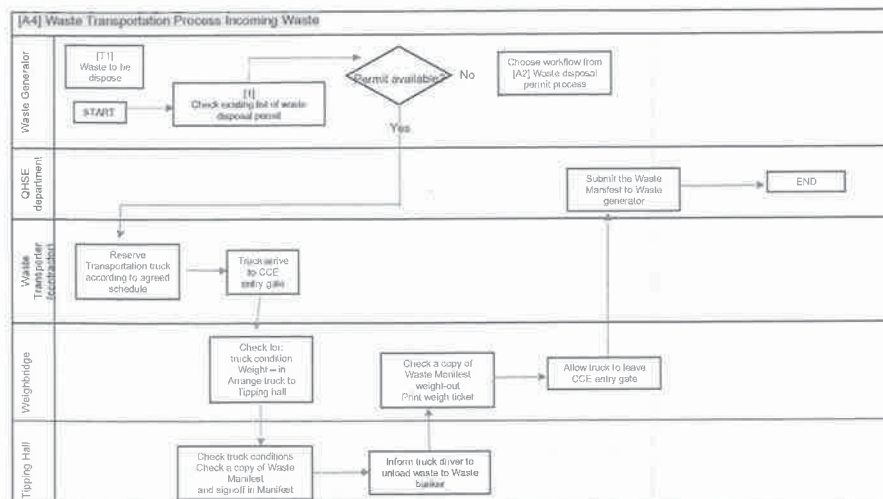 [A4] Waste Transportation Process Incoming Waste
Waste Generator
[T1]
Waste to be
dispose
START
[1]
Check existing list of waste
disposal permit
Permit available?
No
Yes
Choose workflow from
[A2] Waste disposal
permit process
QHSE
department
Submit the Waste
Manifest to Waste
generator
END
Waste
Transporter
(contractor)
Reserve
Transportation truck
according to agreed
schedule
Truck arrive
to CCE
entry gate
Weighbridge
Check for:
truck condition
Weight – in
Arrange truck to
Tipping hall
Check a copy of
Waste Manifest
weight-out
Print weigh ticket
Allow truck to leave
CCE entry gate
Tipping Hall
Check truck conditions
Check a copy of Waste
Manifest
and signoff in Manifest
Inform truck driver to
unload waste to Waste
bunker